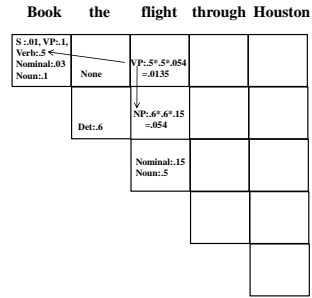 Book the flight through Houston
S :.01, VP:.1,
Verb:.5
Nominal:.03
Noun:.1
None
VP:.5*.5*.054
=.0135
Det:.6
NP:.6*.6*.15
=.054
Nominal:.15
Noun:.5